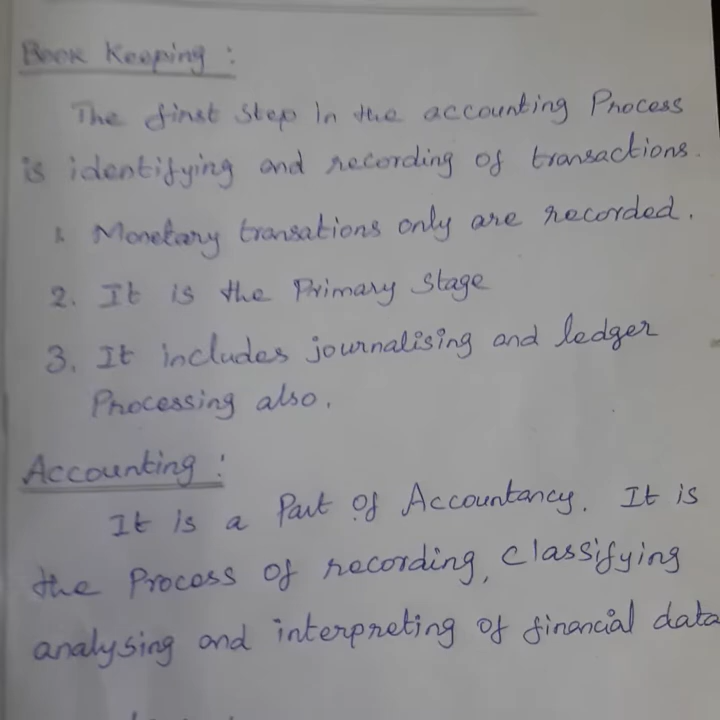 Book Keeping :
The first step in the accounting Process
is identifying and recording of transactions.
1. Monetary transations only are recorded.
2. It is the Primary stage
3. It includes journalising and ledger
Processing also.
Accounting :
It is a Part of Accountancy. It is
the Process of recording, classifying
analysing and interpreting of financial data